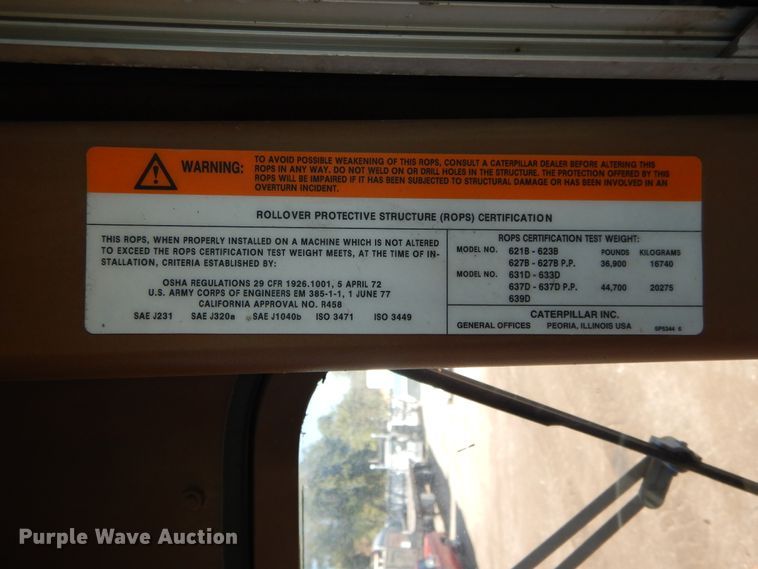 WARNING: TO AVOID POSSIBLE WEAKENING OF THIS ROPS, CONSULT A CATERPILLAR DEALER BEFORE ALTERING THIS
ROPS IN ANY WAY. DO NOT WELD ON OR DRILL HOLES IN THE STRUCTURE. THE PROTECTION OFFERED BY THIS
ROPS WILL BE IMPAIRED IF IT HAS BEEN SUBJECTED TO STRUCTURAL DAMAGE OR HAS BEEN INVOLVED IN AN
OVERTURN INCIDENT.
ROLLOVER PROTECTIVE STRUCTURE (ROPS) CERTIFICATION
THIS ROPS, WHEN PROPERLY INSTALLED ON A MACHINE WHICH IS NOT ALTERED
TO EXCEED THE ROPS CERTIFICATION TEST WEIGHT MEETS, AT THE TIME OF IN-
STALLATION, CRITERIA ESTABLISHED BY:
OSHA REGULATIONS 29 CFR 1926.1001, 5 APRIL 72
U.S. ARMY CORPS OF ENGINEERS EM 385-1-1, 1 JUNE 77
CALIFORNIA APPROVAL NO. R458
SAE J231 SAE J320a SAE J1040b ISO 3471 ISO 3449
ROPS CERTIFICATION TEST WEIGHT:
MODEL NO. 621B - 623B POUNDS KILOGRAMS
627B - 627B P.P. 36,900 16740
MODEL NO. 631D - 633D
637D - 637D P.P. 44,700 20275
639D
CATERPILLAR INC.
GENERAL OFFICES PEORIA, ILLINOIS USA 5P5344 6
Purple Wave Auction